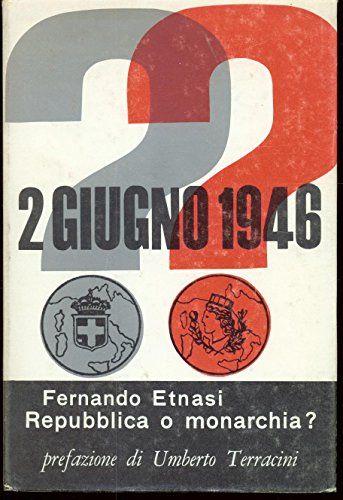 ??
2 GIUGNO 1946
Fernando Etnasi
Repubblica o monarchia?
prefazione di Umberto Terracini